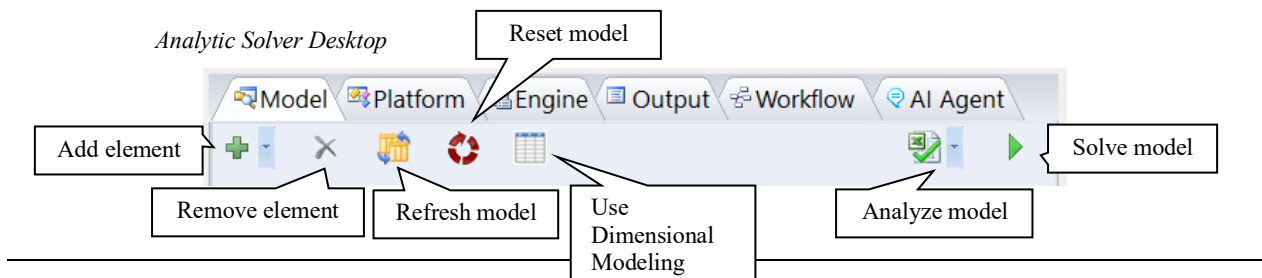 Analytic Solver Desktop
Reset model
Model Platform Engine Output Workflow AI Agent
Add element
Solve model
Remove element
Refresh model
Use
Dimensional
Modeling
Analyze model